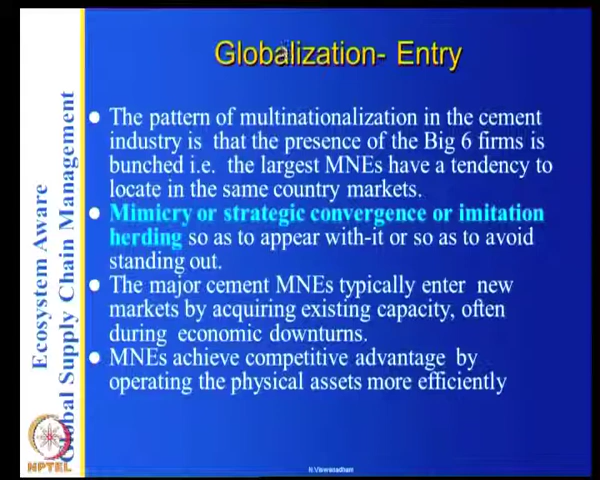 Globalization- Entry
The pattern of multinationalization in the cement
industry is that the presence of the Big 6 firms is
bunched i.e. the largest MNEs have a tendency to
locate in the same country markets.
Mimicry or strategic convergence or imitation
herding so as to appear with-it or so as to avoid
standing out.
The major cement MNEs typically enter new
markets by acquiring existing capacity, often
during economic downturns.
MNEs achieve competitive advantage by
operating the physical assets more efficiently
Ecosystem Aware
Global Supply Chain Management
NPTEL
N.Viswanadham